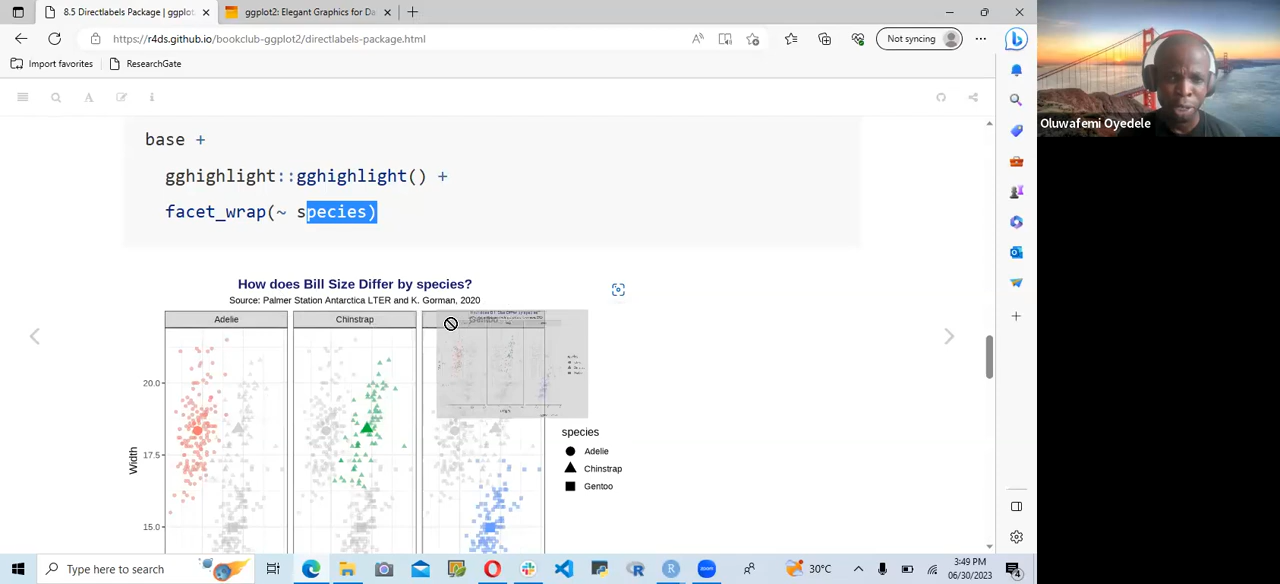 8.5 Directlabels Package | ggplot
ggplot2: Elegant Graphics for Da
https://r4ds.github.io/bookclub-ggplot2/directlabels-package.html
Not syncing
Import favorites
ResearchGate
Oluwafemi Oyedele
base +
gghighlight::gghighlight() +
facet_wrap(~ species)
How does Bill Size Differ by species?
Source: Palmer Station Antarctica LTER and K. Gorman, 2020
Adelie
Chinstrap
20.0
17.5
15.0
Width
species
Adelie
Chinstrap
Gentoo
Type here to search
30°C
3:49 PM
06/30/2023
4